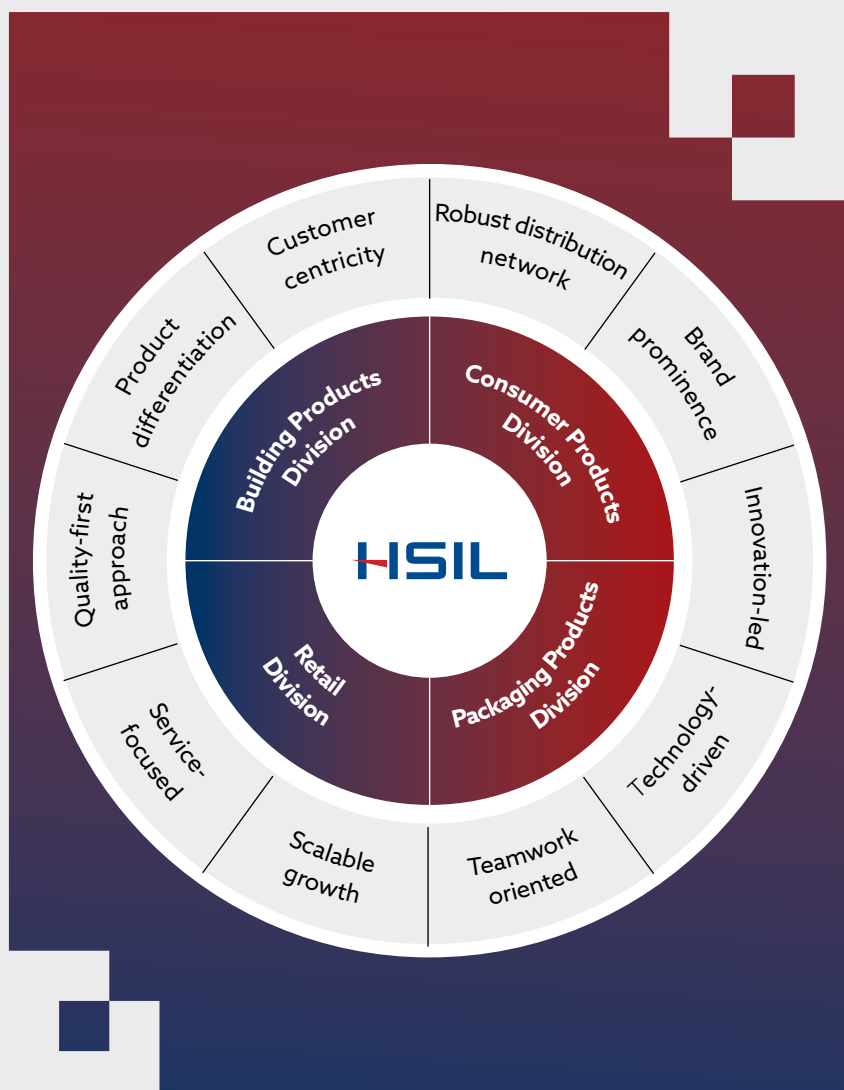 Customer
centricity
Robust distribution
network
Brand
prominence
Innovation-led
Technology-
driven
Teamwork
oriented
Scalable
growth
Service-
focused
Quality-first
approach
Product
differentiation
Building Products
Division
Consumer Products
Division
Packaging Products
Division
Retail
Division
HSIL